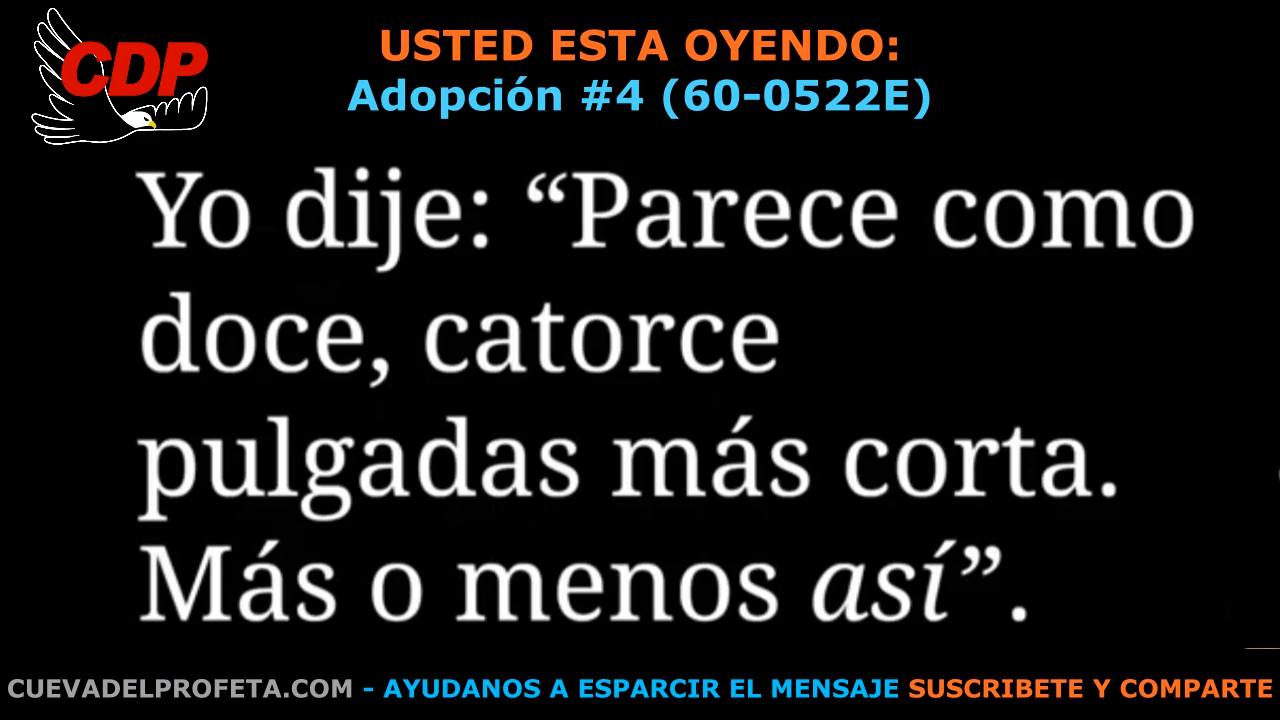 CDP
USTED ESTA OYENDO:
Adopción #4 (60-0522E)
Yo dije: “Parece como
doce, catorce
pulgadas más corta.
Más o menos así”.
CUEVADELPROFETA.COM - AYUDANOS A ESPARCIR EL MENSAJE SUSCRIBETE Y COMPARTE